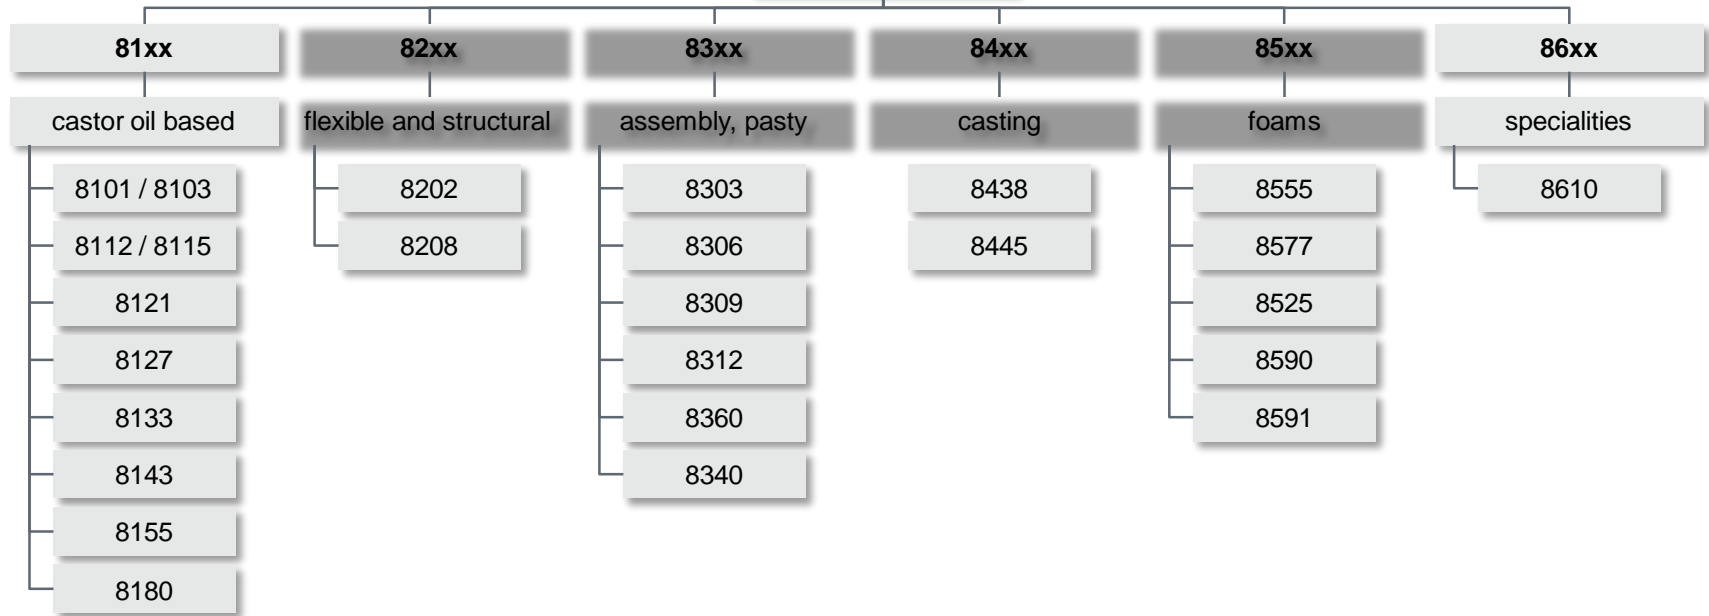 81xx
82xx
83xx
84xx
85xx
86xx
castor oil based
flexible and structural
assembly, pasty
casting
foams
specialities
8101 / 8103
8112 / 8115
8121
8127
8133
8143
8155
8180
8202
8208
8303
8306
8309
8312
8360
8340
8438
8445
8555
8577
8525
8590
8591
8610